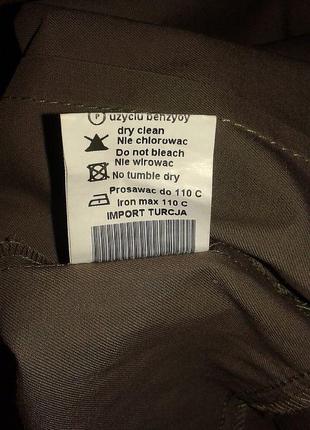 P użyciu benzyoy
dry clean
Nie chlorowac
Do not bleach
Nie wirowac
No tumble dry
Prosawac do 110 C
Iron max 110 C
IMPORT TURCJA